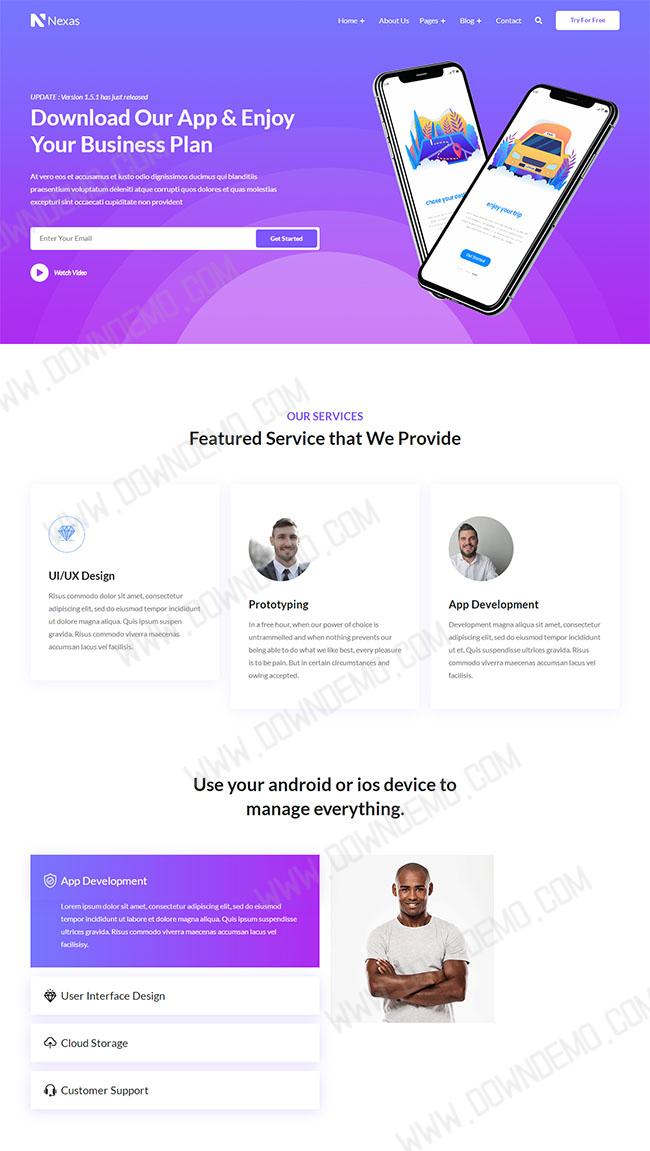 Nexas
Home +
About Us
Pages +
Blog +
Contact
Try For Free
UPDATE : Version 1.5.1 has just released
Download Our App & Enjoy
Your Business Plan
At vero eos et accusamus et iusto odio dignissimos ducimus qui blanditiis
praesentium voluptatum deleniti atque corrupti quos dolores et quas molestias
excepturi sint occaecati cupiditate non provident
Enter Your Email
Get Started
Watch Video
enjoy your trip
Get Started
OUR SERVICES
Featured Service that We Provide
UI/UX Design
Risus commodo dolor sit amet, consectetur
adipiscing elit, sed do eiusmod tempor incididunt
ut dolore magna aliqua. Quis ipsum suspen
gravida. Risus commodo viverra maecenas
accumsan lacus vel facilisis.
Prototyping
In a free hour, when our power of choice is
untrammelled and when nothing prevents our
being able to do what we like best, every pleasure
is to be pain. But in certain circumstances and
owing accepted.
App Development
Development magna aliqua sit amet, consectetur
adipiscing elit, sed do eiusmod tempor incididunt
ut et. Quis suspendisse ultrices gravida. Risus
commodo viverra maecenas accumsan lacus vel
facilisis.
Use your android or ios device to
manage everything.
App Development
Lorem ipsum dolor sit amet, consectetur adipiscing elit, sed do eiusmod
tempor incididunt ut labore et dolore magna aliqua. Quis ipsum suspendisse
ultrices gravida. Risus commodo viverra maecenas accumsan lacus vel
facilisisy.
User Interface Design
Cloud Storage
Customer Support
WWW.DOWNDEMO.COM